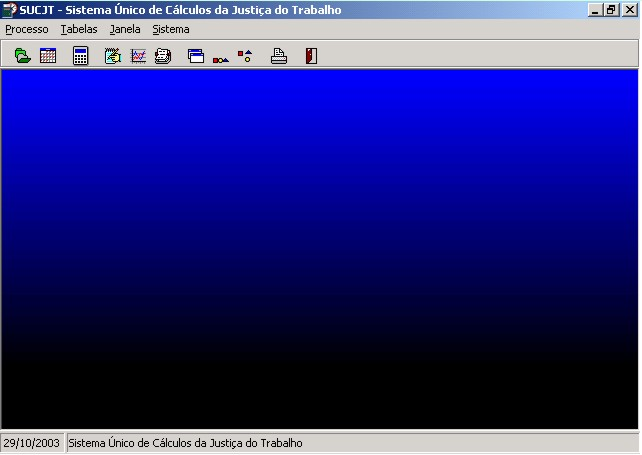 SUCJT - Sistema Único de Cálculos da Justiça do Trabalho
Processo Tabelas Janela Sistema
29/10/2003 Sistema Único de Cálculos da Justiça do Trabalho